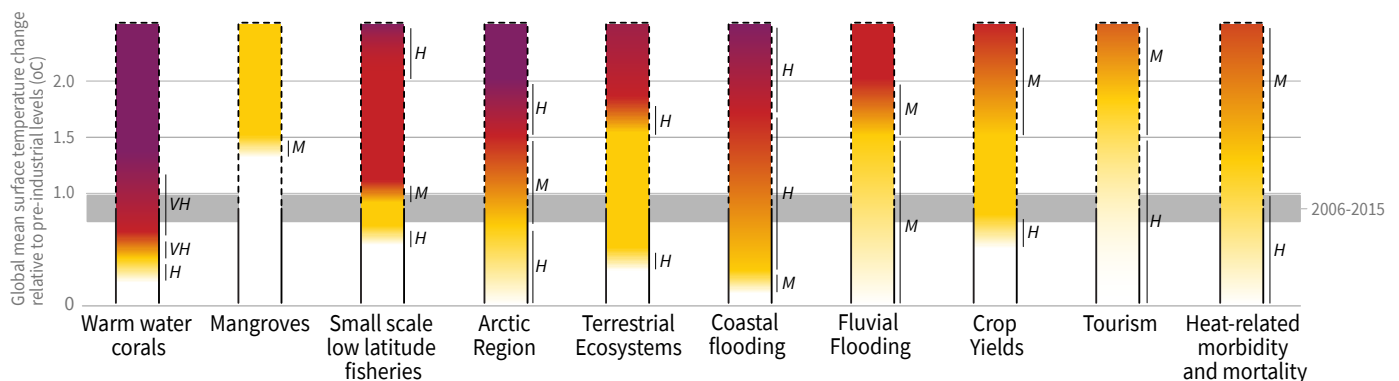 Global mean surface temperature change
relative to pre-industrial levels (oC)
2.0
1.5
1.0
0
H
M
H
H
M
H
M
M
M
M
VH
VH
H
M
H
H
M
H
H
H
M
M
H
H
H
2006-2015
Warm water
corals
Mangroves
Small scale
low latitude
fisheries
Arctic
Region
Terrestrial
Ecosystems
Coastal
flooding
Fluvial
Flooding
Crop
Yields
Tourism
Heat-related
morbidity
and mortality